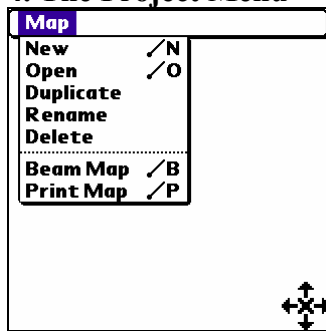 Map
New ⟋N
Open ⟋O
Duplicate
Rename
Delete
Beam Map ⟋B
Print Map ⟋P